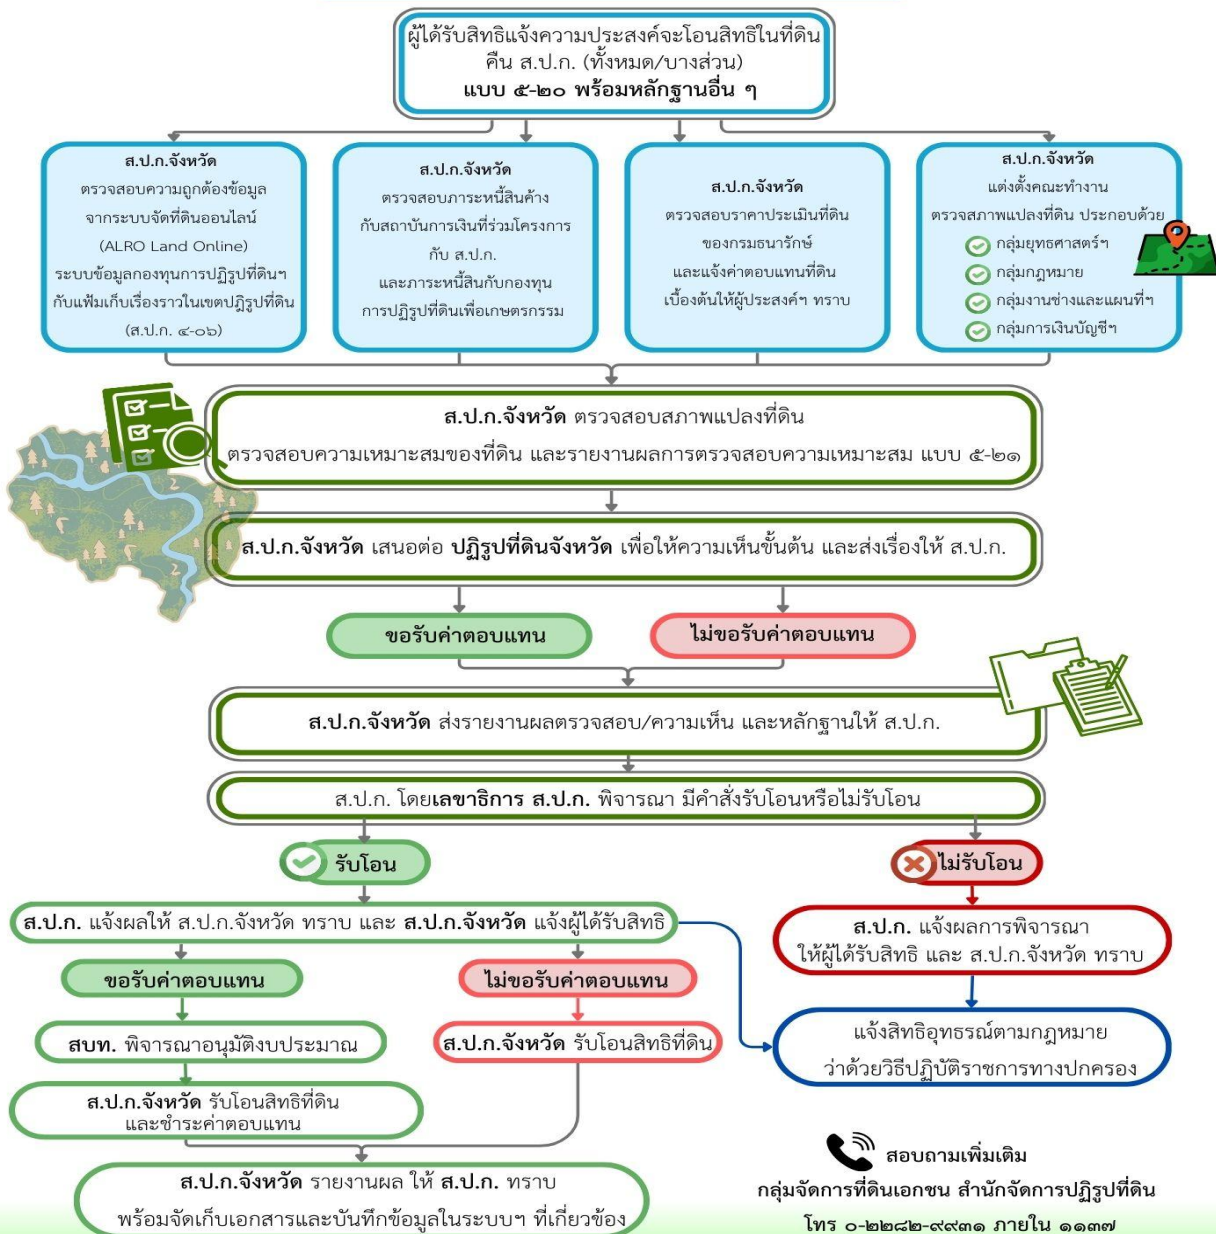 ผู้ได้รับสิทธิแจ้งความประสงค์จะโอนสิทธิในที่ดิน
คืน ส.ป.ก. (ทั้งหมด/บางส่วน)
แบบ ๕-๒๐ พร้อมหลักฐานอื่น ๆ
ส.ป.ก.จังหวัด
ตรวจสอบความถูกต้องข้อมูล
จากระบบจัดที่ดินออนไลน์
(ALRO Land Online)
ระบบข้อมูลกองทุนการปฏิรูปที่ดินฯ
กับแฟ้มเก็บเรื่องราวในเขตปฏิรูปที่ดิน
(ส.ป.ก. ๔-๐๖)
ส.ป.ก.จังหวัด
ตรวจสอบภาระหนี้สินค้าง
กับสถาบันการเงินที่ร่วมโครงการ
กับ ส.ป.ก.
และภาระหนี้สินกับกองทุน
การปฏิรูปที่ดินเพื่อเกษตรกรรม
ส.ป.ก.จังหวัด
ตรวจสอบราคาประเมินที่ดิน
ของกรมธนารักษ์
และแจ้งค่าตอบแทนที่ดิน
เบื้องต้นให้ผู้ประสงค์ฯ ทราบ
ส.ป.ก.จังหวัด
แต่งตั้งคณะทำงาน
ตรวจสภาพแปลงที่ดิน ประกอบด้วย
กลุ่มยุทธศาสตร์ฯ
กลุ่มกฎหมาย
กลุ่มงานช่างและแผนที่ฯ
กลุ่มการเงินบัญชีฯ
ส.ป.ก.จังหวัด ตรวจสอบสภาพแปลงที่ดิน
ตรวจสอบความเหมาะสมของที่ดิน และรายงานผลการตรวจสอบความเหมาะสม แบบ ๕-๒๑
ส.ป.ก.จังหวัด เสนอต่อ ปฏิรูปที่ดินจังหวัด เพื่อให้ความเห็นขั้นต้น และส่งเรื่องให้ ส.ป.ก.
ขอรับค่าตอบแทน
ไม่ขอรับค่าตอบแทน
ส.ป.ก.จังหวัด ส่งรายงานผลตรวจสอบ/ความเห็น และหลักฐานให้ ส.ป.ก.
ส.ป.ก. โดยเลขาธิการ ส.ป.ก. พิจารณา มีคำสั่งรับโอนหรือไม่รับโอน
รับโอน
ไม่รับโอน
ส.ป.ก. แจ้งผลให้ ส.ป.ก.จังหวัด ทราบ และ ส.ป.ก.จังหวัด แจ้งผู้ได้รับสิทธิ
ส.ป.ก. แจ้งผลการพิจารณา
ให้ผู้ได้รับสิทธิ และ ส.ป.ก.จังหวัด ทราบ
ขอรับค่าตอบแทน
ไม่ขอรับค่าตอบแทน
สบท. พิจารณาอนุมัติงบประมาณ
ส.ป.ก.จังหวัด รับโอนสิทธิที่ดิน
แจ้งสิทธิอุทธรณ์ตามกฎหมาย
ว่าด้วยวิธีปฏิบัติราชการทางปกครอง
ส.ป.ก.จังหวัด รับโอนสิทธิที่ดิน
และชำระค่าตอบแทน
ส.ป.ก.จังหวัด รายงานผล ให้ ส.ป.ก. ทราบ
พร้อมจัดเก็บเอกสารและบันทึกข้อมูลในระบบฯ ที่เกี่ยวข้อง
สอบถามเพิ่มเติม
กลุ่มจัดการที่ดินเอกชน สำนักจัดการปฏิรูปที่ดิน
โทร ๐-๒๒๘๒-๙๙๓๑ ภายใน ๑๑๓๗